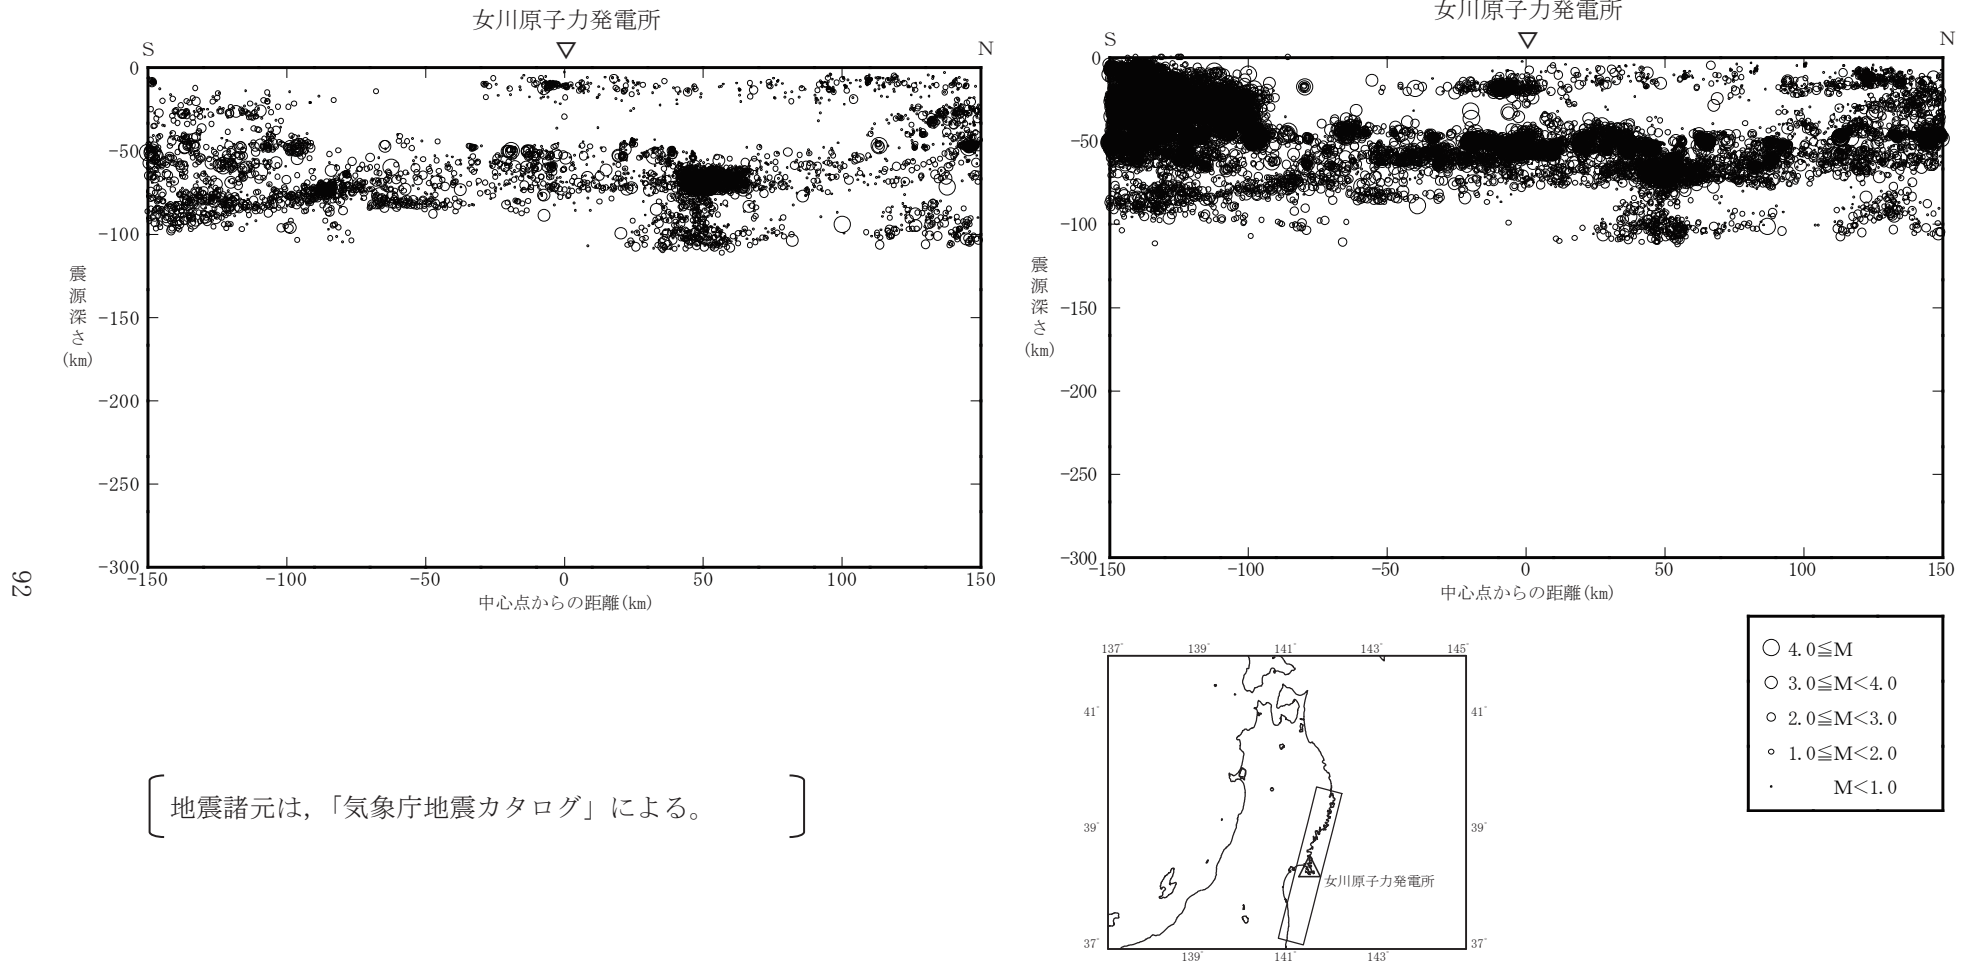 女川原子力発電所
S
N
0
-50
-100
-150
-200
-250
-300
震源深さ
(km)
-150
-100
-50
0
50
100
150
中心点からの距離(km)
女川原子力発電所
S
N
0
-50
-100
-150
-200
-250
-300
震源深さ
(km)
-150
-100
-50
0
50
100
150
中心点からの距離(km)
92
地震諸元は,「気象庁地震カタログ」による。
137°
139°
141°
143°
145°
41°
41°
39°
39°
37°
37°
139°
141°
143°
女川原子力発電所
4.0≦M
3.0≦M<4.0
2.0≦M<3.0
1.0≦M<2.0
M<1.0